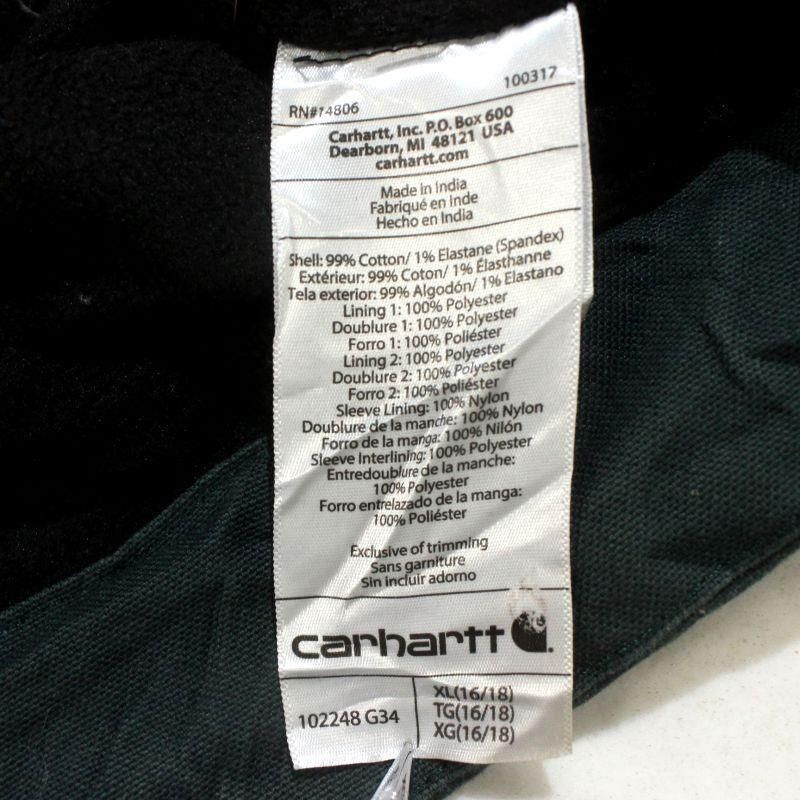 100317
RN#14806
Carhartt, Inc. P.O. Box 600
Dearborn, MI 48121 USA
carhartt.com
Made in India
Fabriqué en Inde
Hecho en India
Shell: 99% Cotton/ 1% Elastane (Spandex)
Extérieur: 99% Coton/ 1% Élasthanne
Tela exterior: 99% Algodón/ 1% Elastano
Lining 1: 100% Polyester
Doublure 1: 100% Polyester
Forro 1: 100% Poliéster
Lining 2: 100% Polyester
Doublure 2: 100% Polyester
Forro 2: 100% Poliéster
Sleeve Lining: 100% Nylon
Doublure de la manche: 100% Nylon
Forro de la manga: 100% Nilón
Sleeve Interlining: 100% Polyester
Entredoublure de la manche:
100% Polyester
Forro entrelazado de la manga:
100% Poliéster
Exclusive of trimming
Sans garniture
Sin incluir adorno
carhartt
102248 G34
XL(16/18)
TG(16/18)
XG(16/18)